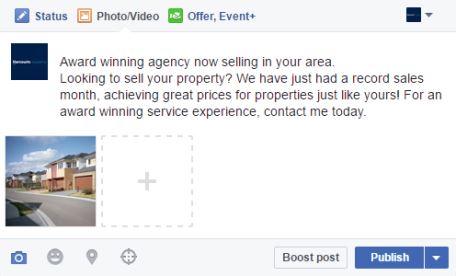 Status Photo/Video Offer, Event+
Award winning agency now selling in your area.
Looking to sell your property? We have just had a record sales
month, achieving great prices for properties just like yours! For an
award winning service experience, contact me today.
Boost post Publish